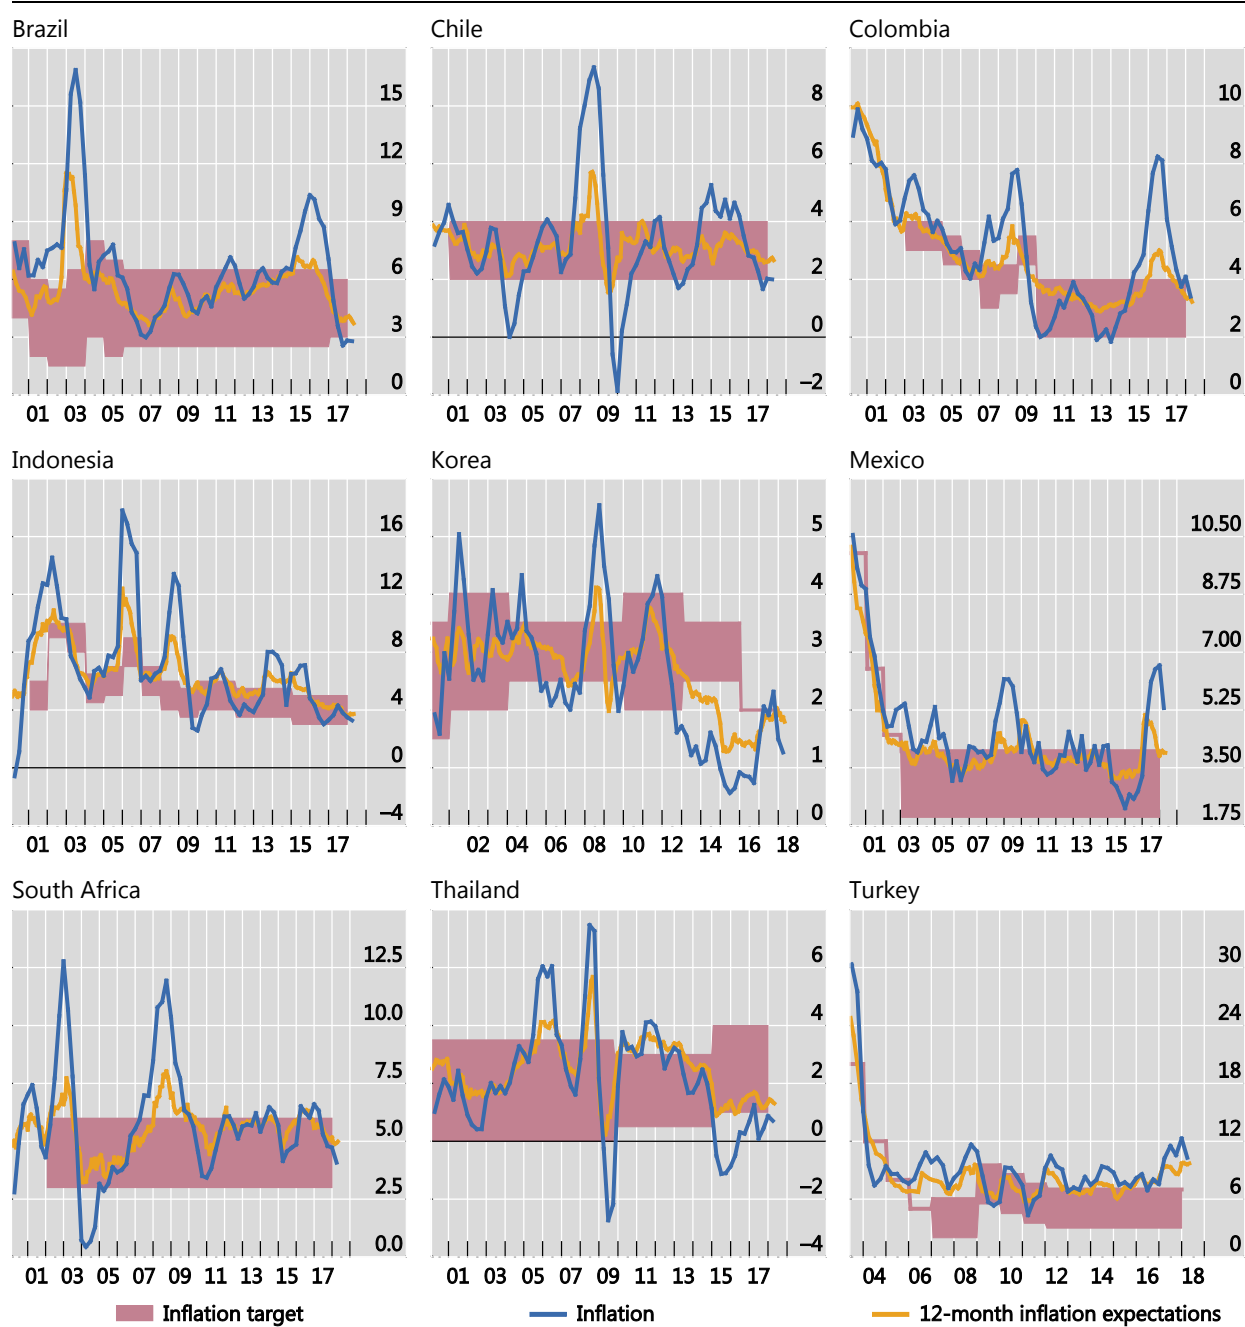 Brazil Chile Colombia
15 8 10
12 6 8
9 4 6
6 2 4
3 0 2
0 –2 0
01 03 05 07 09 11 13 15 17 01 03 05 07 09 11 13 15 17 01 03 05 07 09 11 13 15 17
Indonesia Korea Mexico
16 5 10.50
12 4 8.75
8 3 7.00
4 2 5.25
0 1 3.50
–4 0 1.75
01 03 05 07 09 11 13 15 17 02 04 06 08 10 12 14 16 18 01 03 05 07 09 11 13 15 17
South Africa Thailand Turkey
12.5 6 30
10.0 4 24
7.5 2 18
5.0 0 12
2.5 –2 6
0.0 –4 0
01 03 05 07 09 11 13 15 17 01 03 05 07 09 11 13 15 17 04 06 08 10 12 14 16 18
Inflation target Inflation 12-month inflation expectations